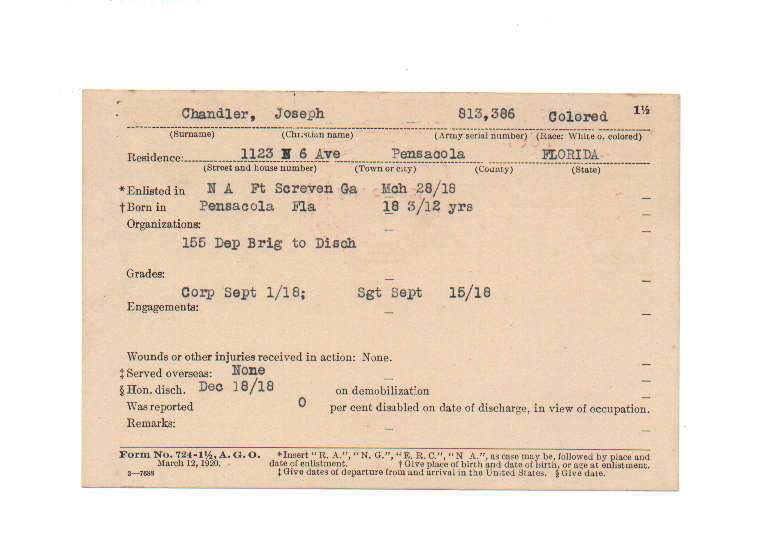 Chandler, Joseph 813,386 Colored 1½
(Surname) (Christian name) (Army serial number) (Race: White or colored)
Residence: 1123 N 6 Ave Pensacola FLORIDA
(Street and house number) (Town or city) (County) (State)
*Enlisted in N A Ft Screven Ga Mch 28/18
†Born in Pensacola Fla 18 3/12 yrs
Organizations:
155 Dep Brig to Disch
Grades:
Corp Sept 1/18; Sgt Sept 15/18
Engagements:
Wounds or other injuries received in action: None.
‡Served overseas: None
§Hon. disch. Dec 18/18 on demobilization
Was reported 0 per cent disabled on date of discharge, in view of occupation.
Remarks:
Form No. 724-1½, A. G. O. *Insert "R. A.", "N. G.", "E. R. C.", "N A.", as case may be, followed by place and
March 12, 1920. date of enlistment. †Give place of birth and date of birth, or age at enlistment.
3—7688 ‡Give dates of departure from and arrival in the United States. §Give date.